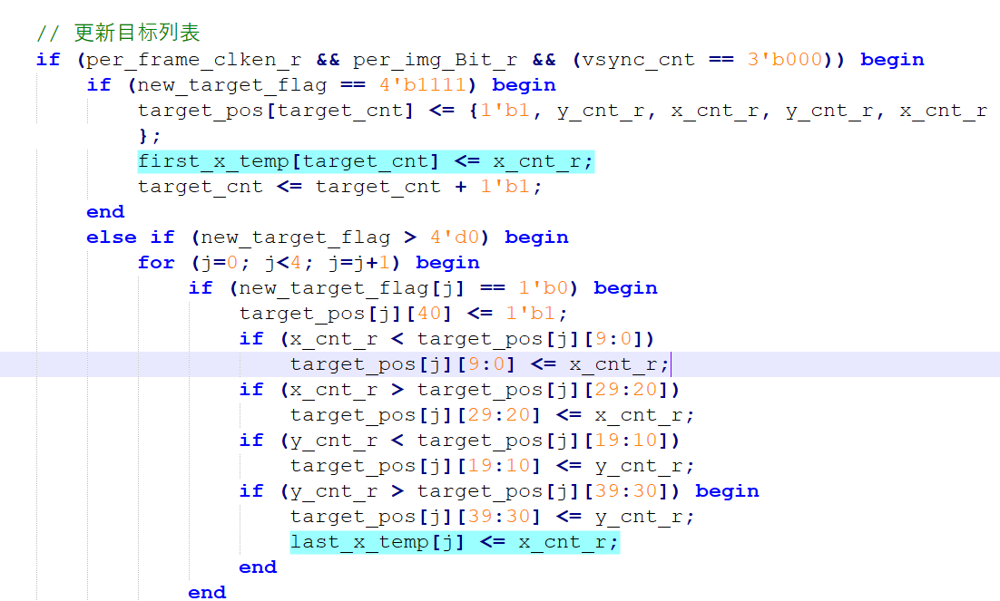 // 更新目标列表
if (per_frame_clken_r && per_img_Bit_r && (vsync_cnt == 3'b000)) begin
if (new_target_flag == 4'b1111) begin
target_pos[target_cnt] <= {1'b1, y_cnt_r, x_cnt_r, y_cnt_r, x_cnt_r
};
first_x_temp[target_cnt] <= x_cnt_r;
target_cnt <= target_cnt + 1'b1;
end
else if (new_target_flag > 4'd0) begin
for (j=0; j<4; j=j+1) begin
if (new_target_flag[j] == 1'b0) begin
target_pos[j][40] <= 1'b1;
if (x_cnt_r < target_pos[j][9:0])
target_pos[j][9:0] <= x_cnt_r;
if (x_cnt_r > target_pos[j][29:20])
target_pos[j][29:20] <= x_cnt_r;
if (y_cnt_r < target_pos[j][19:10])
target_pos[j][19:10] <= y_cnt_r;
if (y_cnt_r > target_pos[j][39:30]) begin
target_pos[j][39:30] <= y_cnt_r;
last_x_temp[j] <= x_cnt_r;
end
end